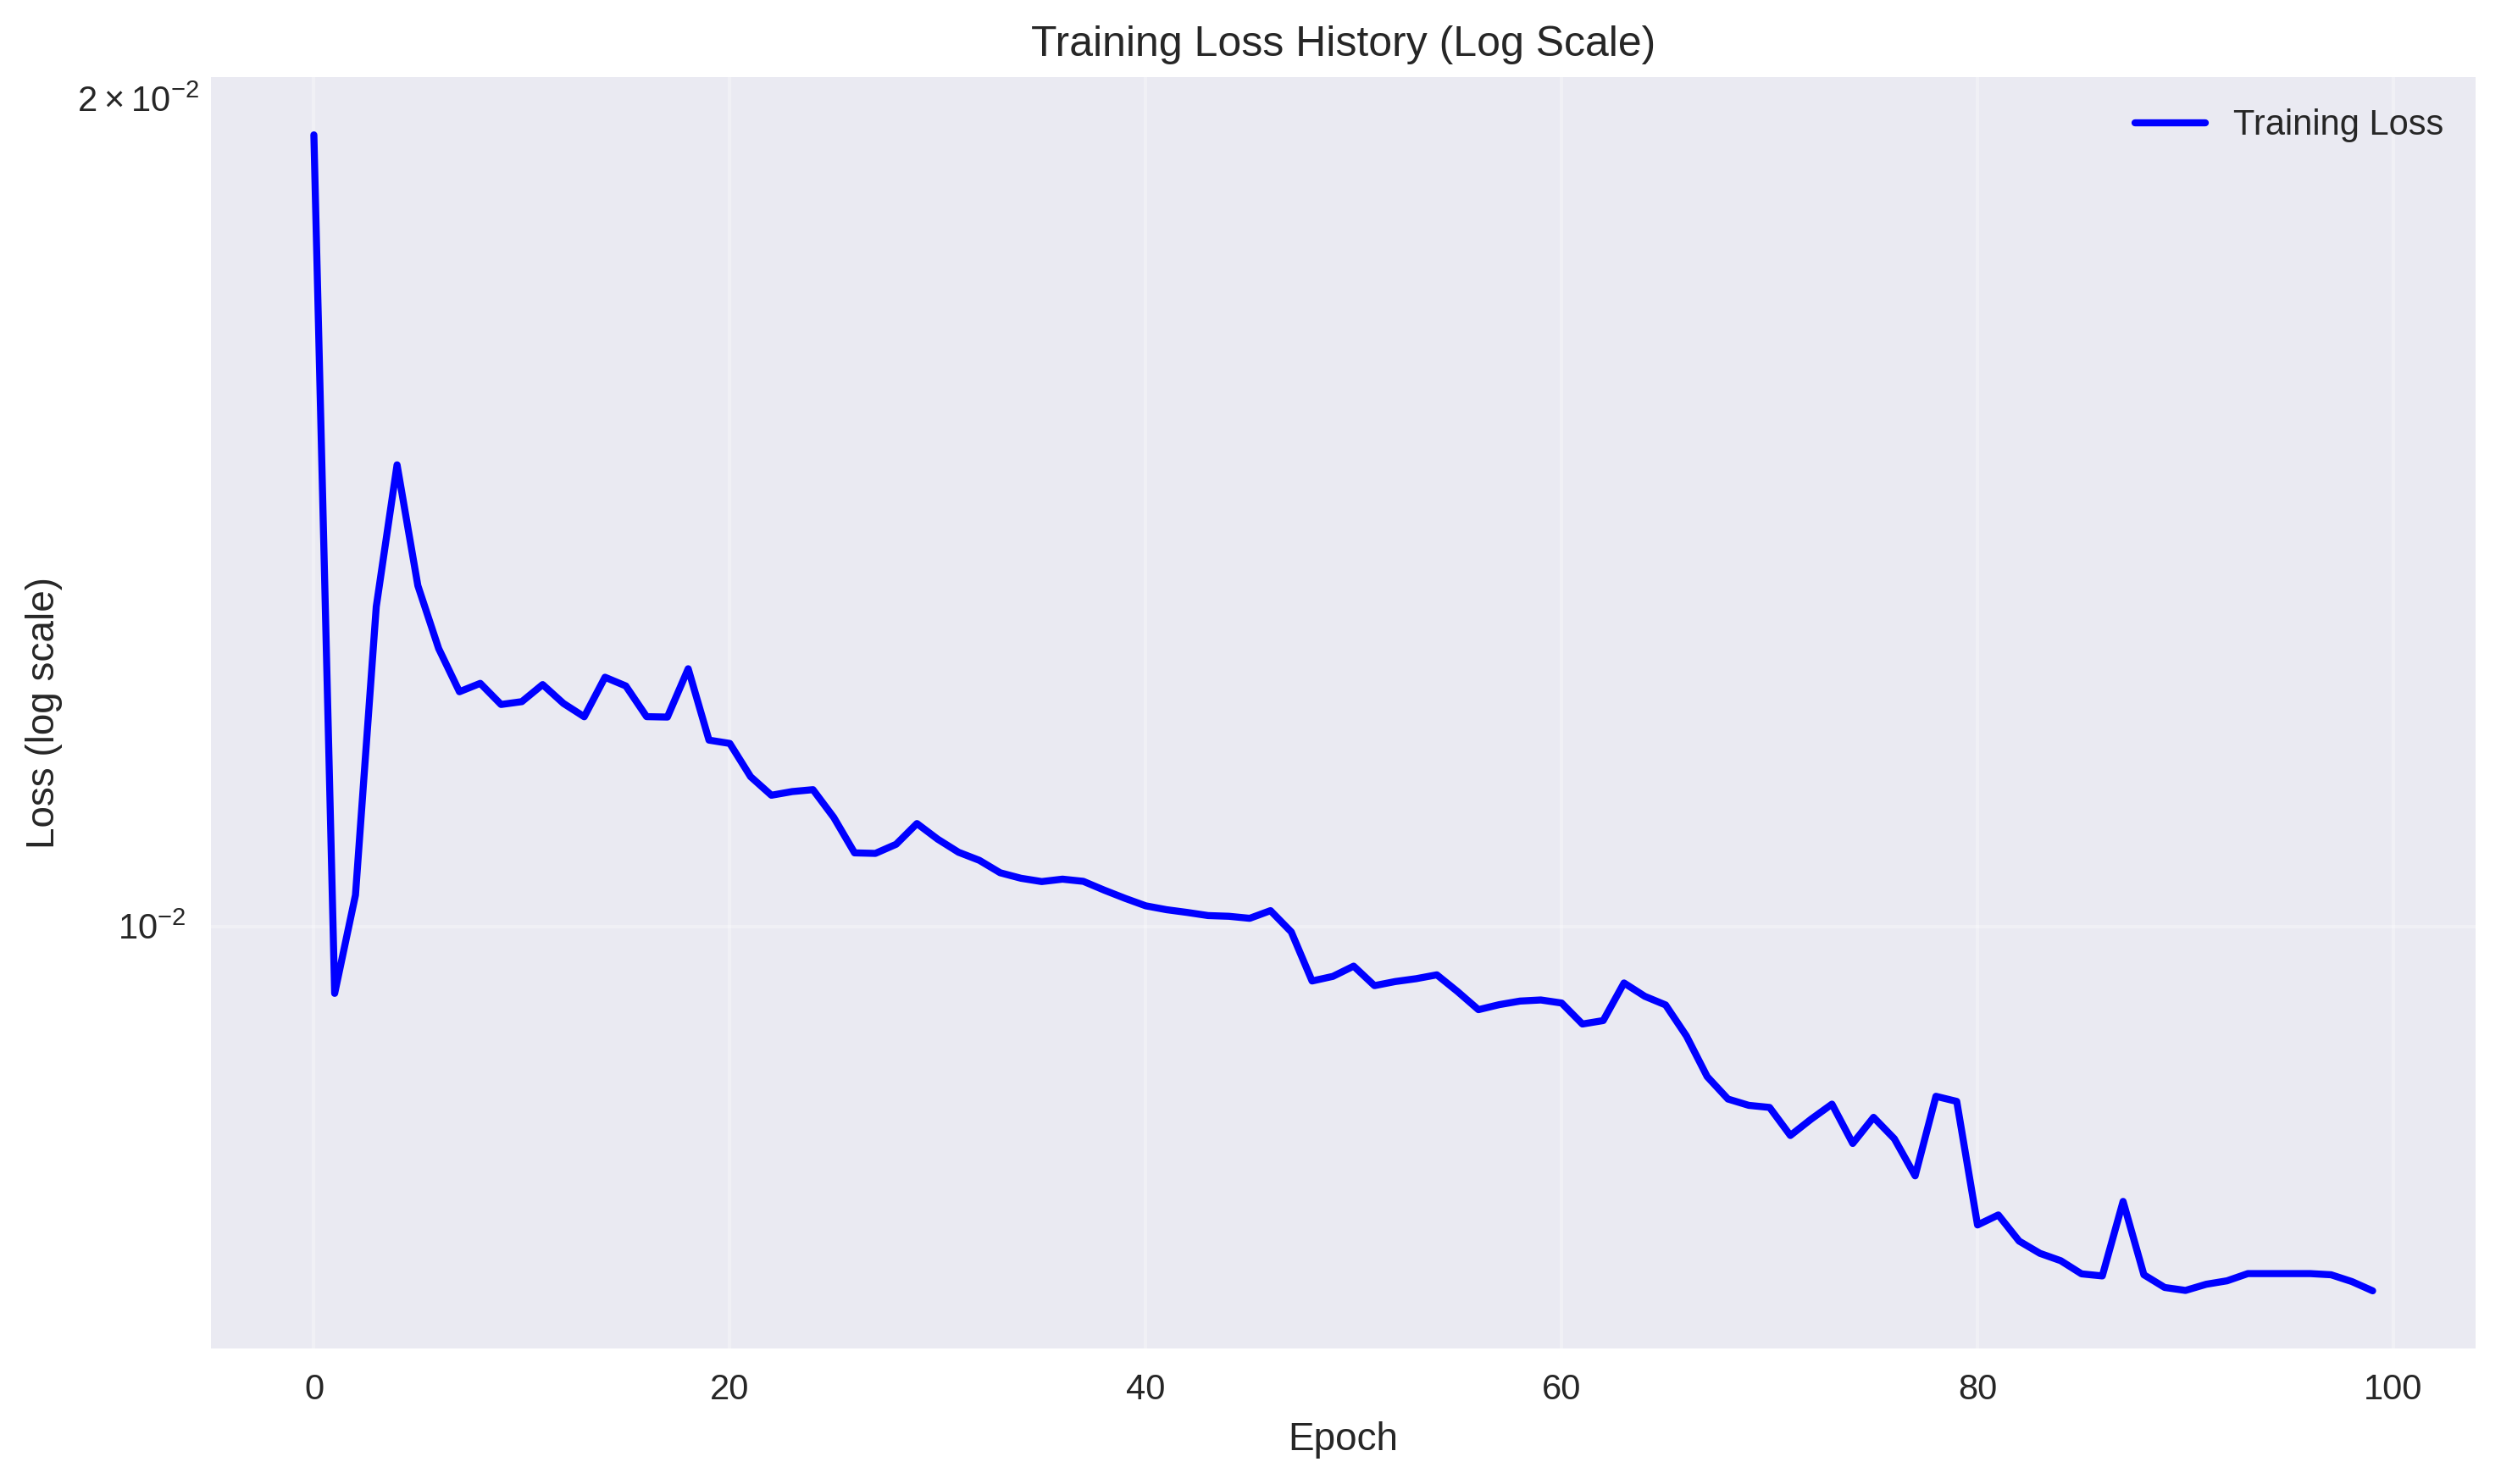 Training Loss History (Log Scale)
2 × 10⁻²
Training Loss
Loss (log scale)
10⁻²
0 20 40 60 80 100
Epoch